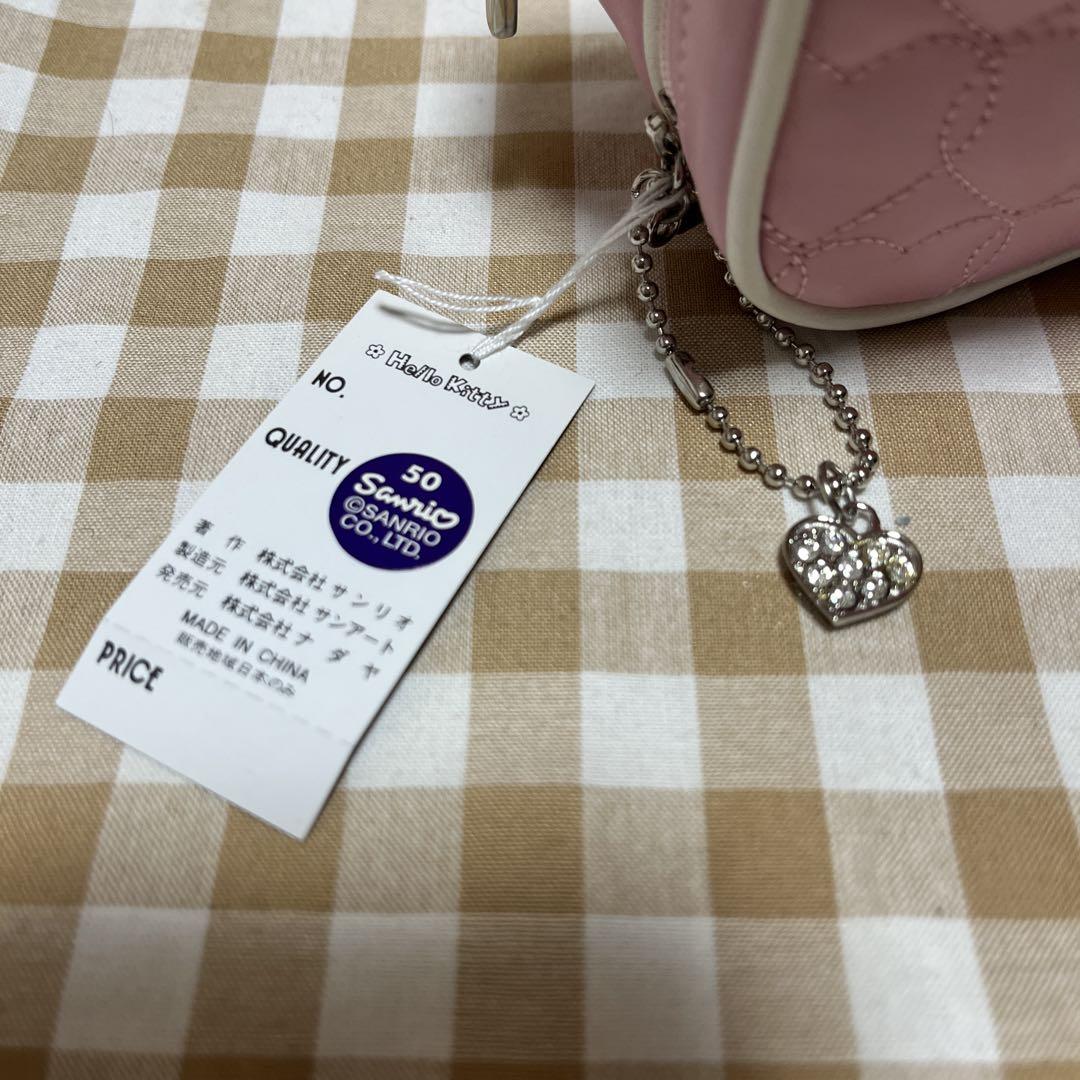 ✿ Hello Kitty ✿
NO.
QUALITY
50
Sanrio
©SANRIO
CO., LTD.
著作 株式会社サンリオ
製造元 株式会社サンアート
発売元 株式会社ナダヤ
MADE IN CHINA
販売地域日本のみ
PRICE